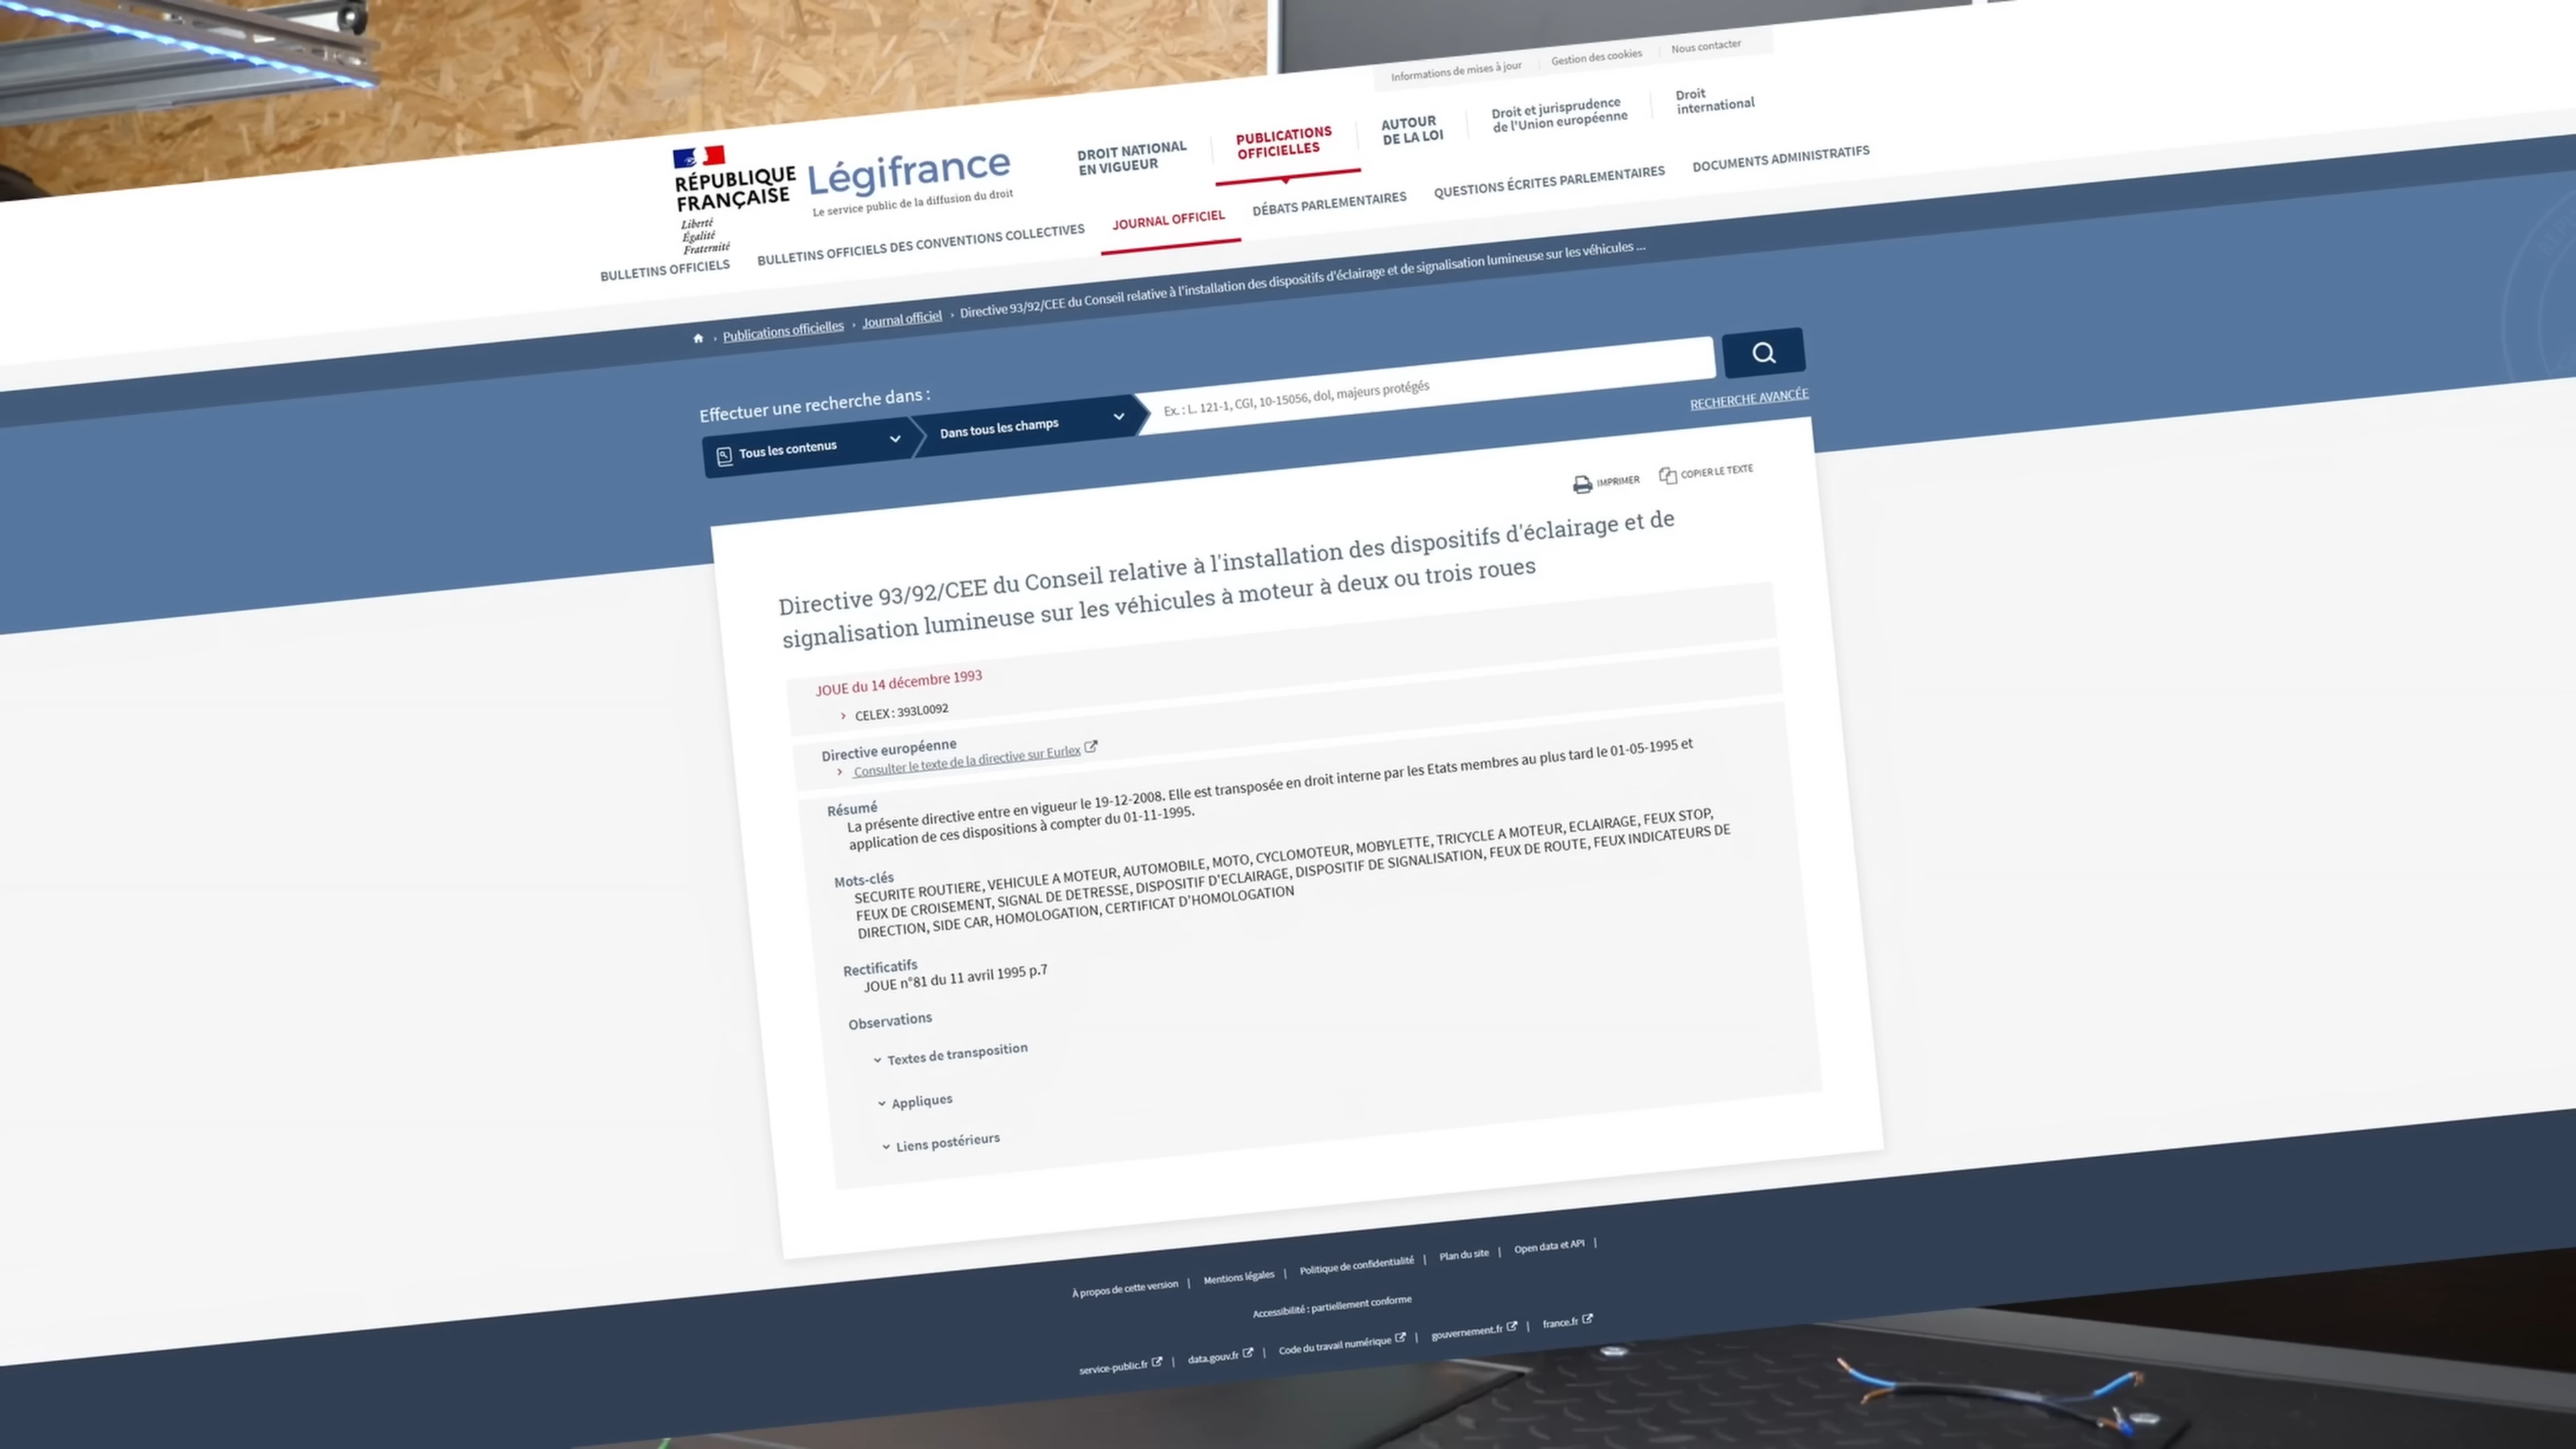 Informations de mises à jour
Gestion des cookies
Nous contacter
RÉPUBLIQUE
FRANÇAISE
Liberté
Égalité
Fraternité
Légifrance
Le service public de la diffusion du droit
DROIT NATIONAL
EN VIGUEUR
PUBLICATIONS
OFFICIELLES
AUTOUR
DE LA LOI
Droit et jurisprudence
de l'Union européenne
Droit
international
BULLETINS OFFICIELS
BULLETINS OFFICIELS DES CONVENTIONS COLLECTIVES
JOURNAL OFFICIEL
DÉBATS PARLEMENTAIRES
QUESTIONS ÉCRITES PARLEMENTAIRES
DOCUMENTS ADMINISTRATIFS
› Publications officielles › Journal officiel › Directive 93/92/CEE du Conseil relative à l'installation des dispositifs d'éclairage et de signalisation lumineuse sur les véhicules ...
Effectuer une recherche dans :
Tous les contenus
Dans tous les champs
Ex. : L. 121-1, CGI, 10-15056, dol, majeurs protégés
RECHERCHE AVANCÉE
IMPRIMER
COPIER LE TEXTE
Directive 93/92/CEE du Conseil relative à l'installation des dispositifs d'éclairage et de
signalisation lumineuse sur les véhicules à moteur à deux ou trois roues
JOUE du 14 décembre 1993
CELEX : 393L0092
Directive européenne
Consulter le texte de la directive sur Eurlex
Résumé
La présente directive entre en vigueur le 19-12-2008. Elle est transposée en droit interne par les Etats membres au plus tard le 01-05-1995 et
application de ces dispositions à compter du 01-11-1995.
Mots-clés
SECURITE ROUTIERE, VEHICULE A MOTEUR, AUTOMOBILE, MOTO, CYCLOMOTEUR, MOBYLETTE, TRICYCLE A MOTEUR, ECLAIRAGE, FEUX STOP,
FEUX DE CROISEMENT, SIGNAL DE DETRESSE, DISPOSITIF D'ECLAIRAGE, DISPOSITIF DE SIGNALISATION, FEUX DE ROUTE, FEUX INDICATEURS DE
DIRECTION, SIDE CAR, HOMOLOGATION, CERTIFICAT D'HOMOLOGATION
Rectificatifs
JOUE n°81 du 11 avril 1995 p.7
Observations
Textes de transposition
Appliques
Liens postérieurs
À propos de cette version | Mentions légales | Politique de confidentialité | Plan du site | Open data et API |
Accessibilité : partiellement conforme
service-public.fr | data.gouv.fr | Code du travail numérique | gouvernement.fr | france.fr